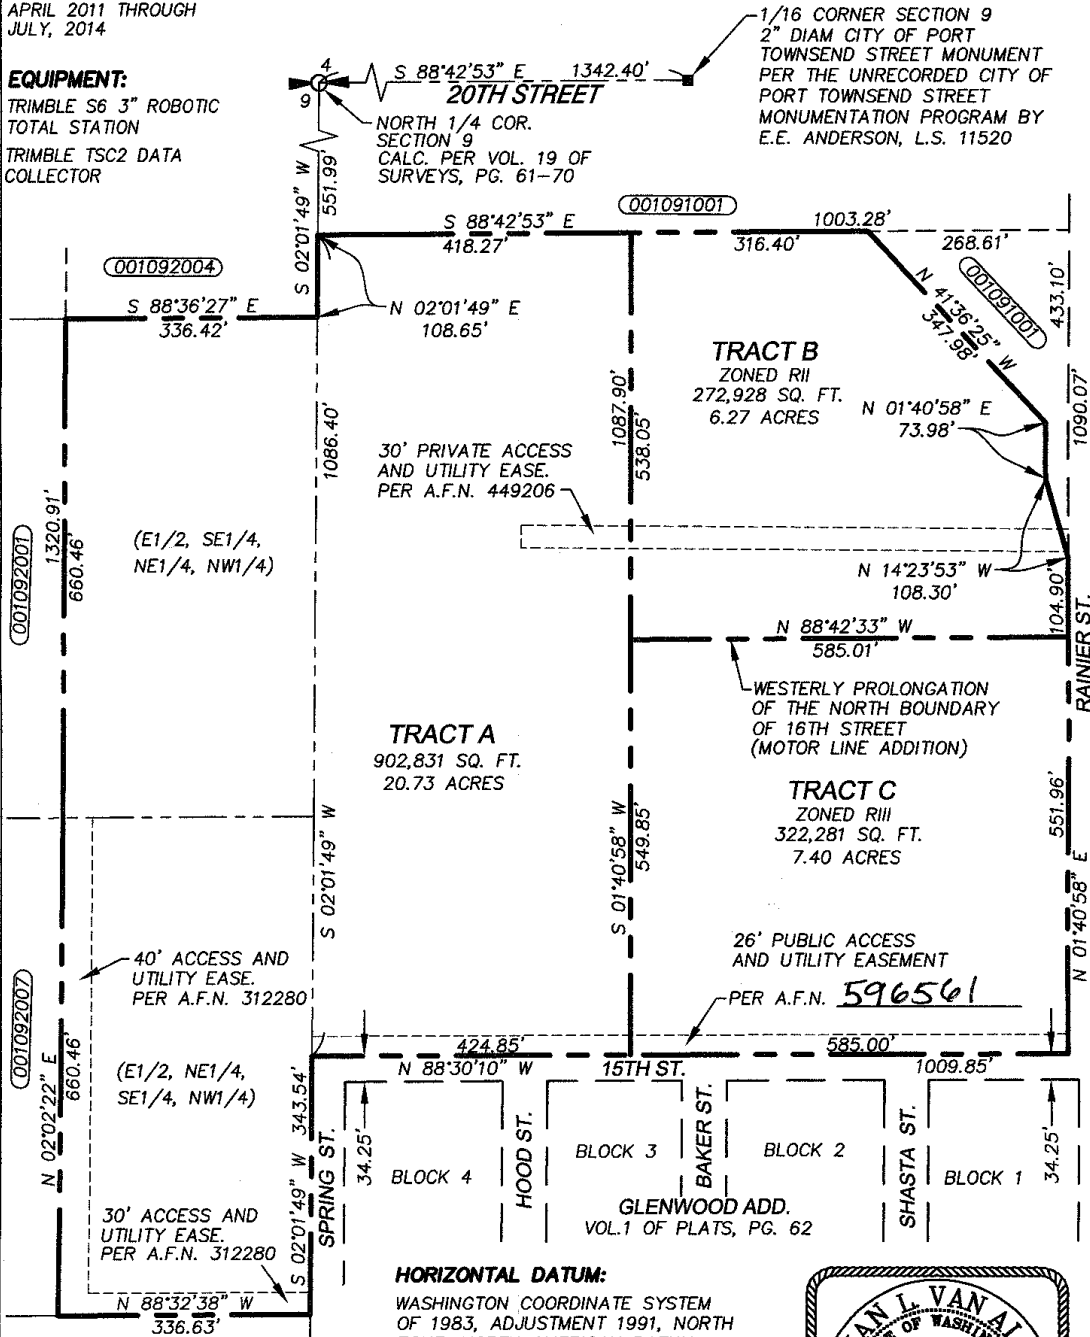 APRIL 2011 THROUGH
JULY, 2014
EQUIPMENT:
TRIMBLE S6 3" ROBOTIC
TOTAL STATION
TRIMBLE TSC2 DATA
COLLECTOR
4
9
S 88°42'53" E 1342.40'
20TH STREET
NORTH 1/4 COR.
SECTION 9
CALC. PER VOL. 19 OF
SURVEYS, PG. 61-70
1/16 CORNER SECTION 9
2" DIAM CITY OF PORT
TOWNSEND STREET MONUMENT
PER THE UNRECORDED CITY OF
PORT TOWNSEND STREET
MONUMENTATION PROGRAM BY
E.E. ANDERSON, L.S. 11520
S 02°01'49" W
551.99'
001091001
S 88°42'53" E
418.27'
1003.28'
316.40'
268.61'
001092004
S 88°36'27" E
336.42'
N 02°01'49" E
108.65'
N 41°36'25" W
347.98'
001091001
433.10'
1090.07'
TRACT B
ZONED RII
272,928 SQ. FT.
6.27 ACRES
N 01°40'58" E
73.98'
1086.40'
1087.90'
538.05'
30' PRIVATE ACCESS
AND UTILITY EASE.
PER A.F.N. 449206
001092001
1320.91'
660.46'
(E1/2, SE1/4,
NE1/4, NW1/4)
N 14°23'53" W
108.30'
104.90'
RAINIER ST.
N 88°42'33" W
585.01'
WESTERLY PROLONGATION
OF THE NORTH BOUNDARY
OF 16TH STREET
(MOTOR LINE ADDITION)
TRACT A
902,831 SQ. FT.
20.73 ACRES
TRACT C
ZONED RIII
322,281 SQ. FT.
7.40 ACRES
S 02°01'49" W
S 01°40'58" W
549.85'
551.96'
N 01°40'58" E
40' ACCESS AND
UTILITY EASE.
PER A.F.N. 312280
26' PUBLIC ACCESS
AND UTILITY EASEMENT
PER A.F.N. 596561
001092007
N 02°02'22" E
660.46'
(E1/2, NE1/4,
SE1/4, NW1/4)
424.85'
N 88°30'10" W
15TH ST.
585.00'
1009.85'
S 02°01'49" W 343.54'
SPRING ST.
34.25'
BLOCK 4
HOOD ST.
BLOCK 3
BAKER ST.
BLOCK 2
SHASTA ST.
BLOCK 1
34.25'
GLENWOOD ADD.
VOL.1 OF PLATS, PG. 62
30' ACCESS AND
UTILITY EASE.
PER A.F.N. 312280
N 88°32'38" W
336.63'
HORIZONTAL DATUM:
WASHINGTON COORDINATE SYSTEM
OF 1983, ADJUSTMENT 1991, NORTH